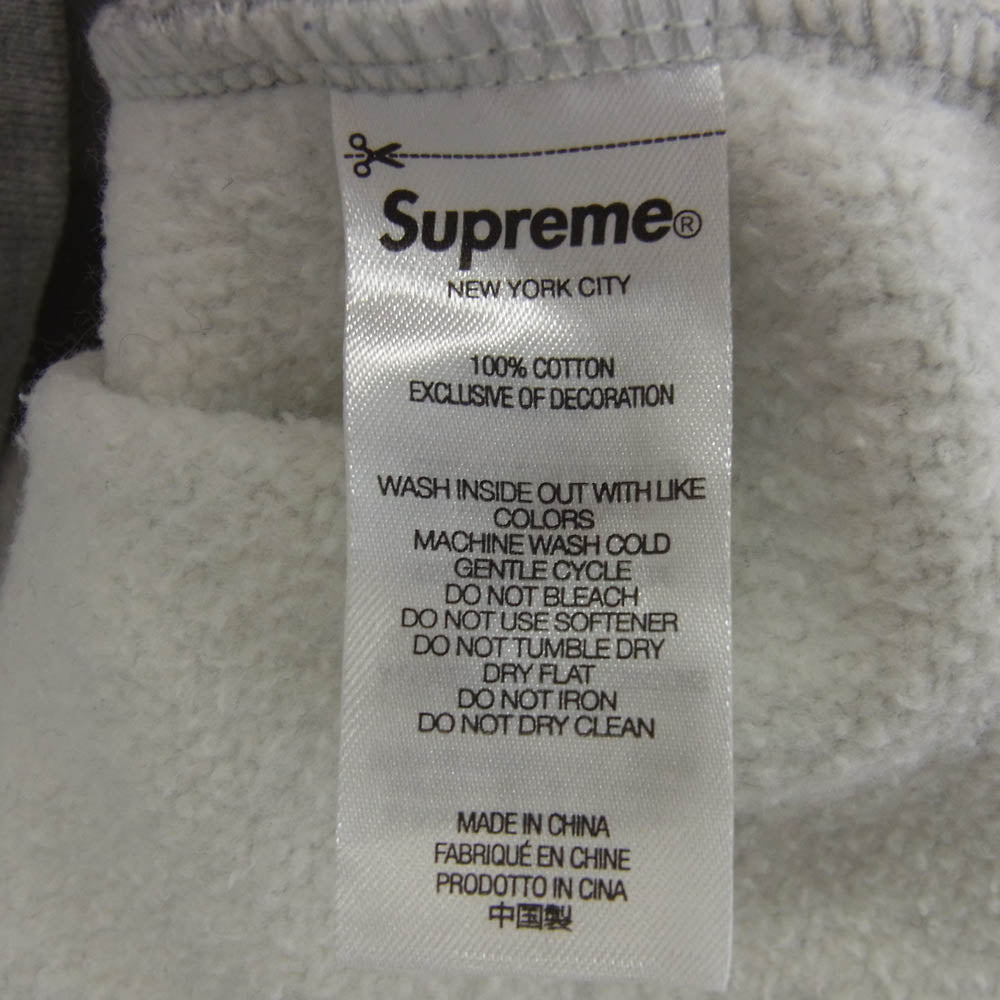 Supreme®
NEW YORK CITY
100% COTTON
EXCLUSIVE OF DECORATION
WASH INSIDE OUT WITH LIKE
COLORS
MACHINE WASH COLD
GENTLE CYCLE
DO NOT BLEACH
DO NOT USE SOFTENER
DO NOT TUMBLE DRY
DRY FLAT
DO NOT IRON
DO NOT DRY CLEAN
MADE IN CHINA
FABRIQUÉ EN CHINE
PRODOTTO IN CINA
中国製